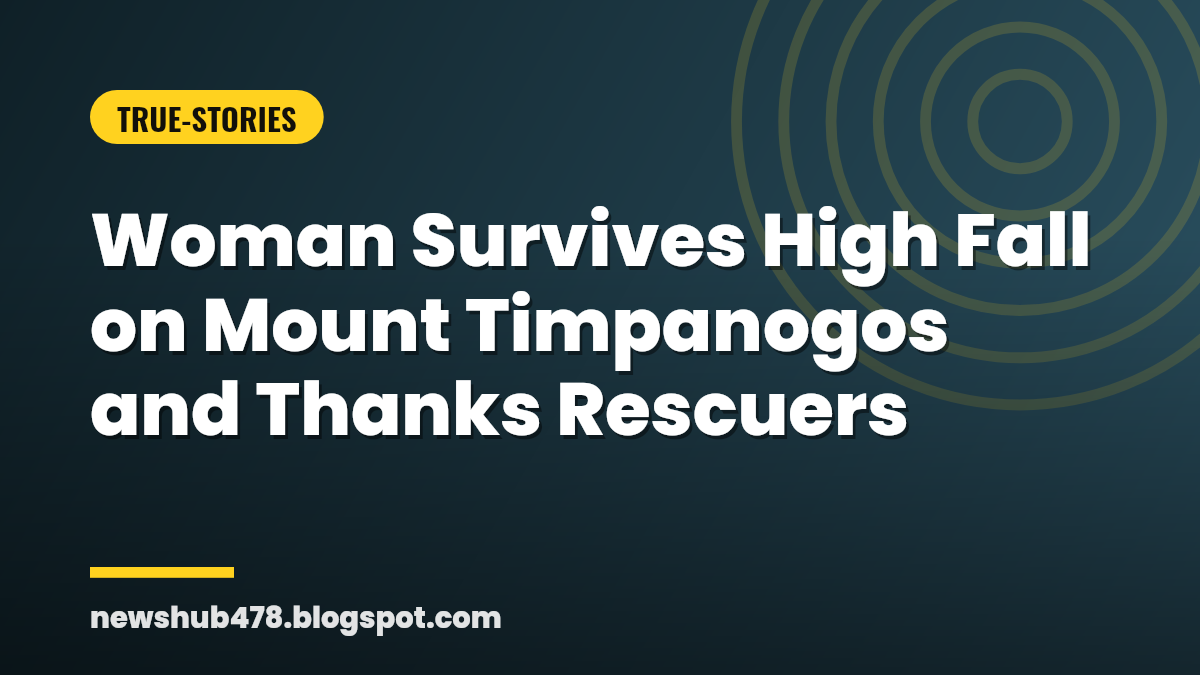 TRUE-STORIES
Woman Survives High Fall
on Mount Timpanogos
and Thanks Rescuers
newshub478.blogspot.com